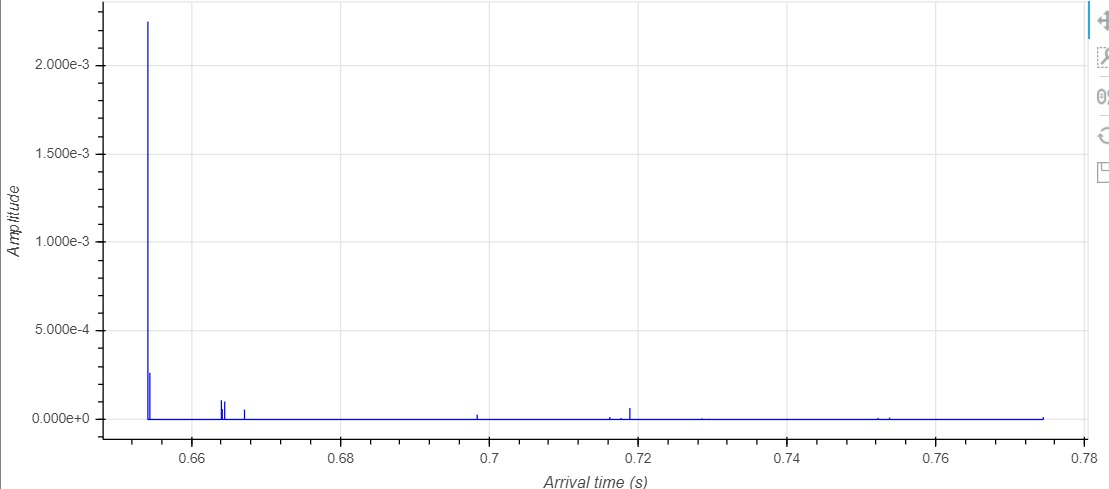 2.000e-3
1.500e-3
1.000e-3
5.000e-4
0.000e+0
Amplitude
0.66 0.68 0.7 0.72 0.74 0.76 0.78
Arrival time (s)